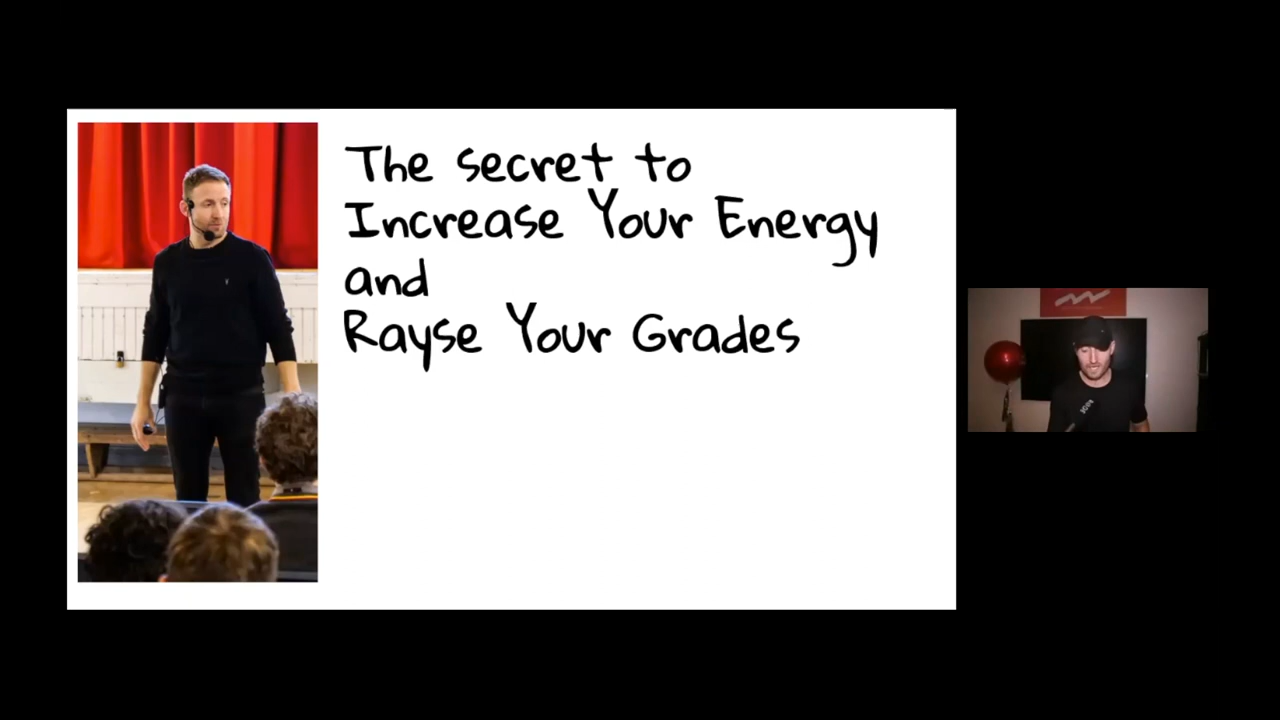 The secret to
Increase Your Energy
and
Rayse Your Grades